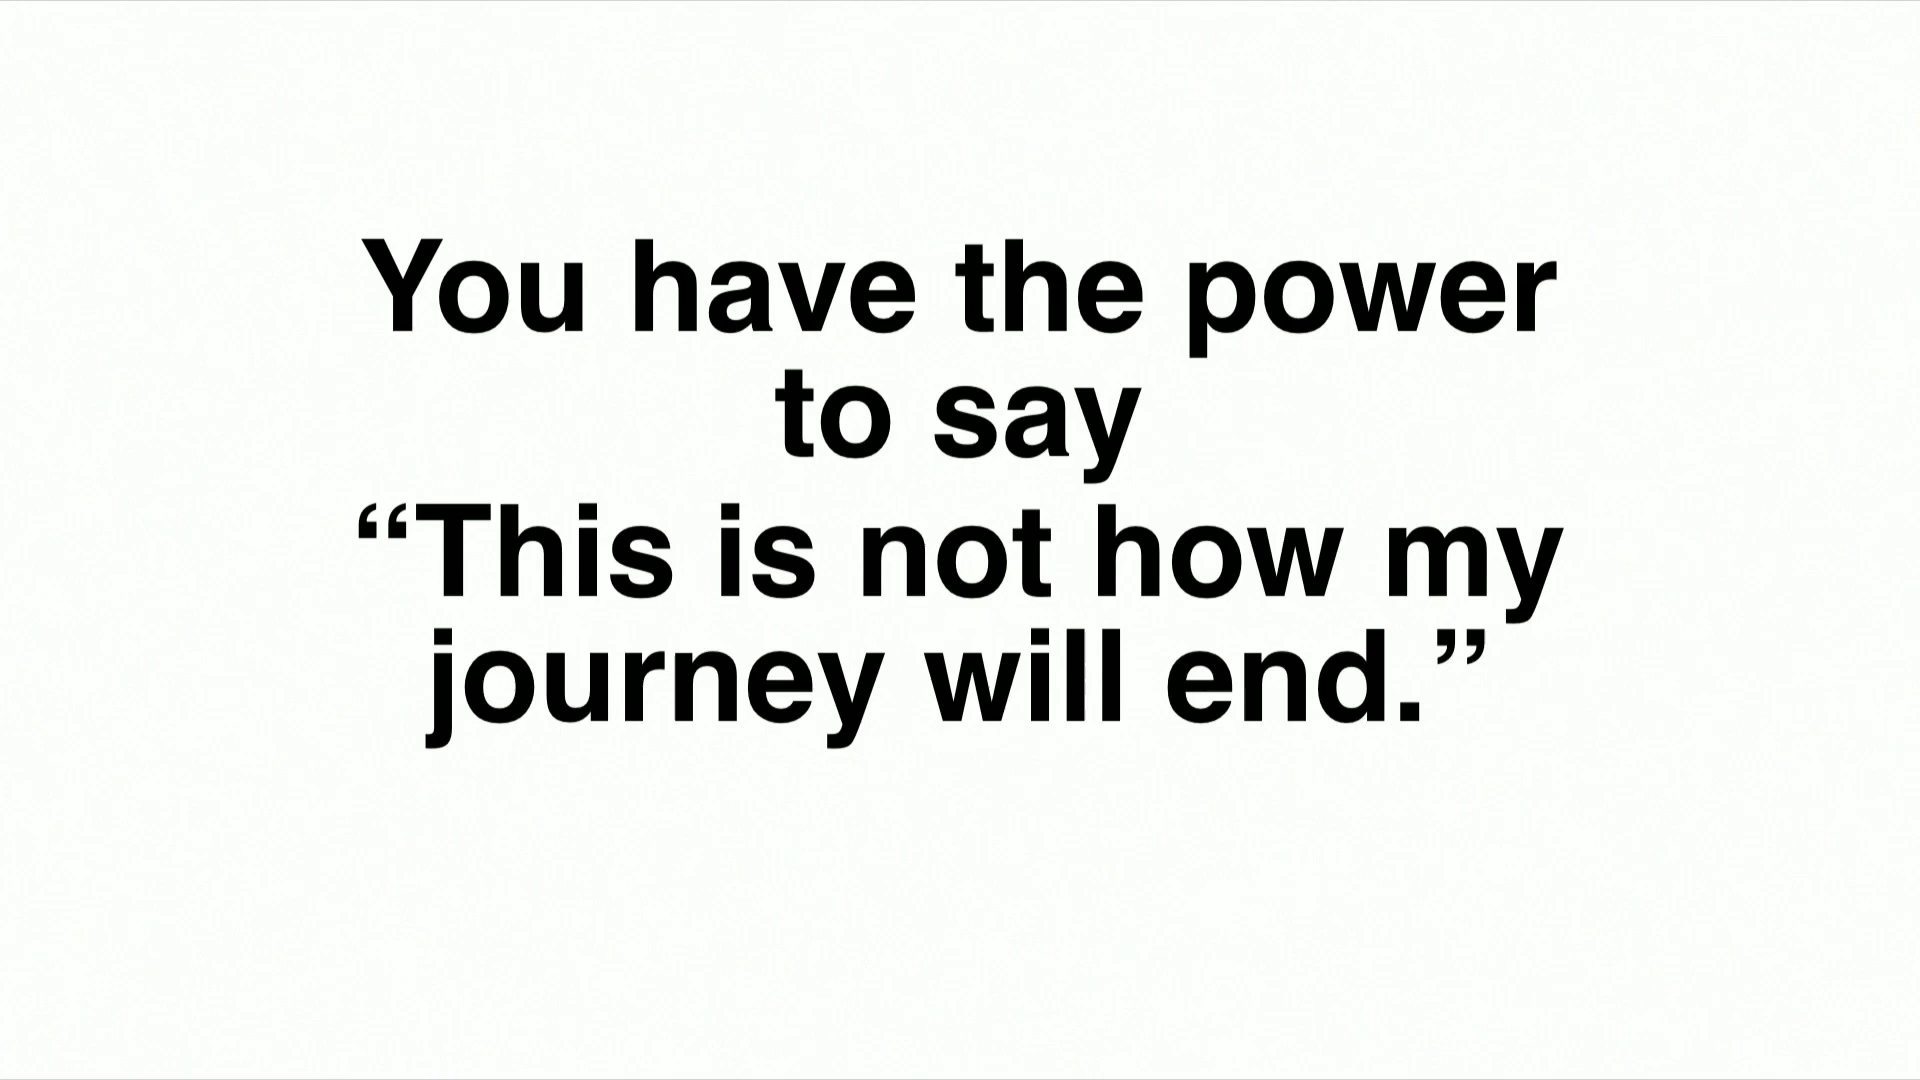 You have the power
to say
“This is not how my
journey will end.”